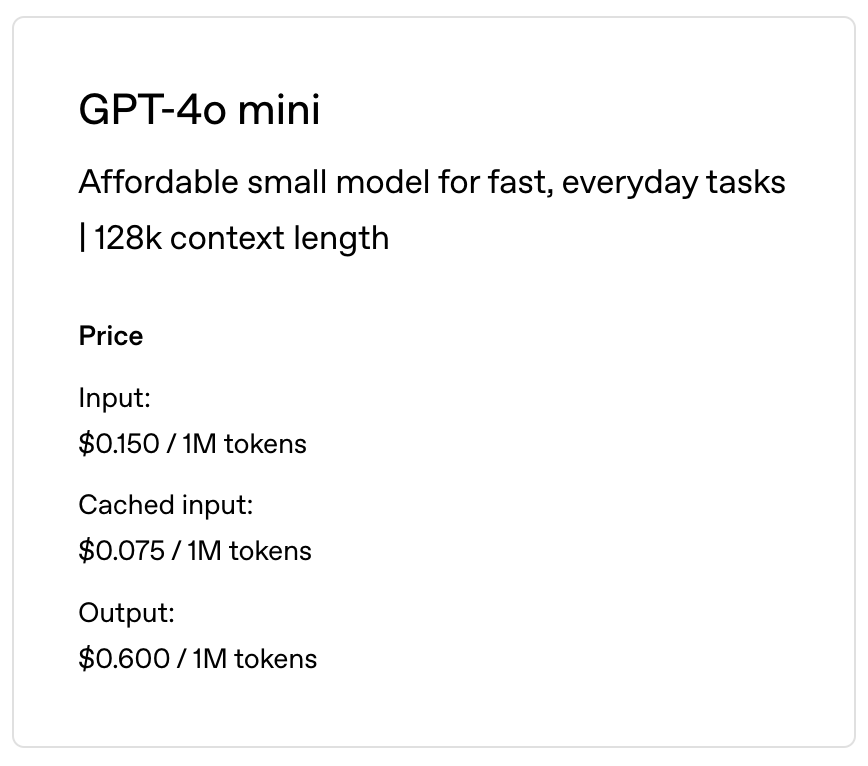 GPT-4o mini
Affordable small model for fast, everyday tasks
| 128k context length
Price
Input:
$0.150 / 1M tokens
Cached input:
$0.075 / 1M tokens
Output:
$0.600 / 1M tokens